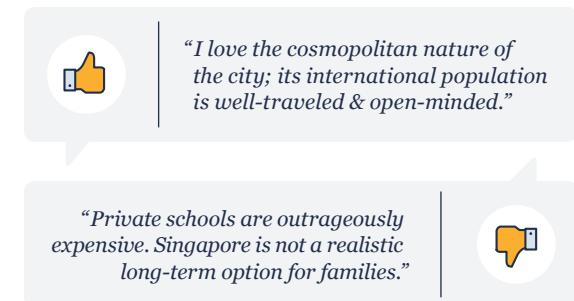 “I love the cosmopolitan nature of
the city; its international population
is well-traveled & open-minded.”
“Private schools are outrageously
expensive. Singapore is not a realistic
long-term option for families.”